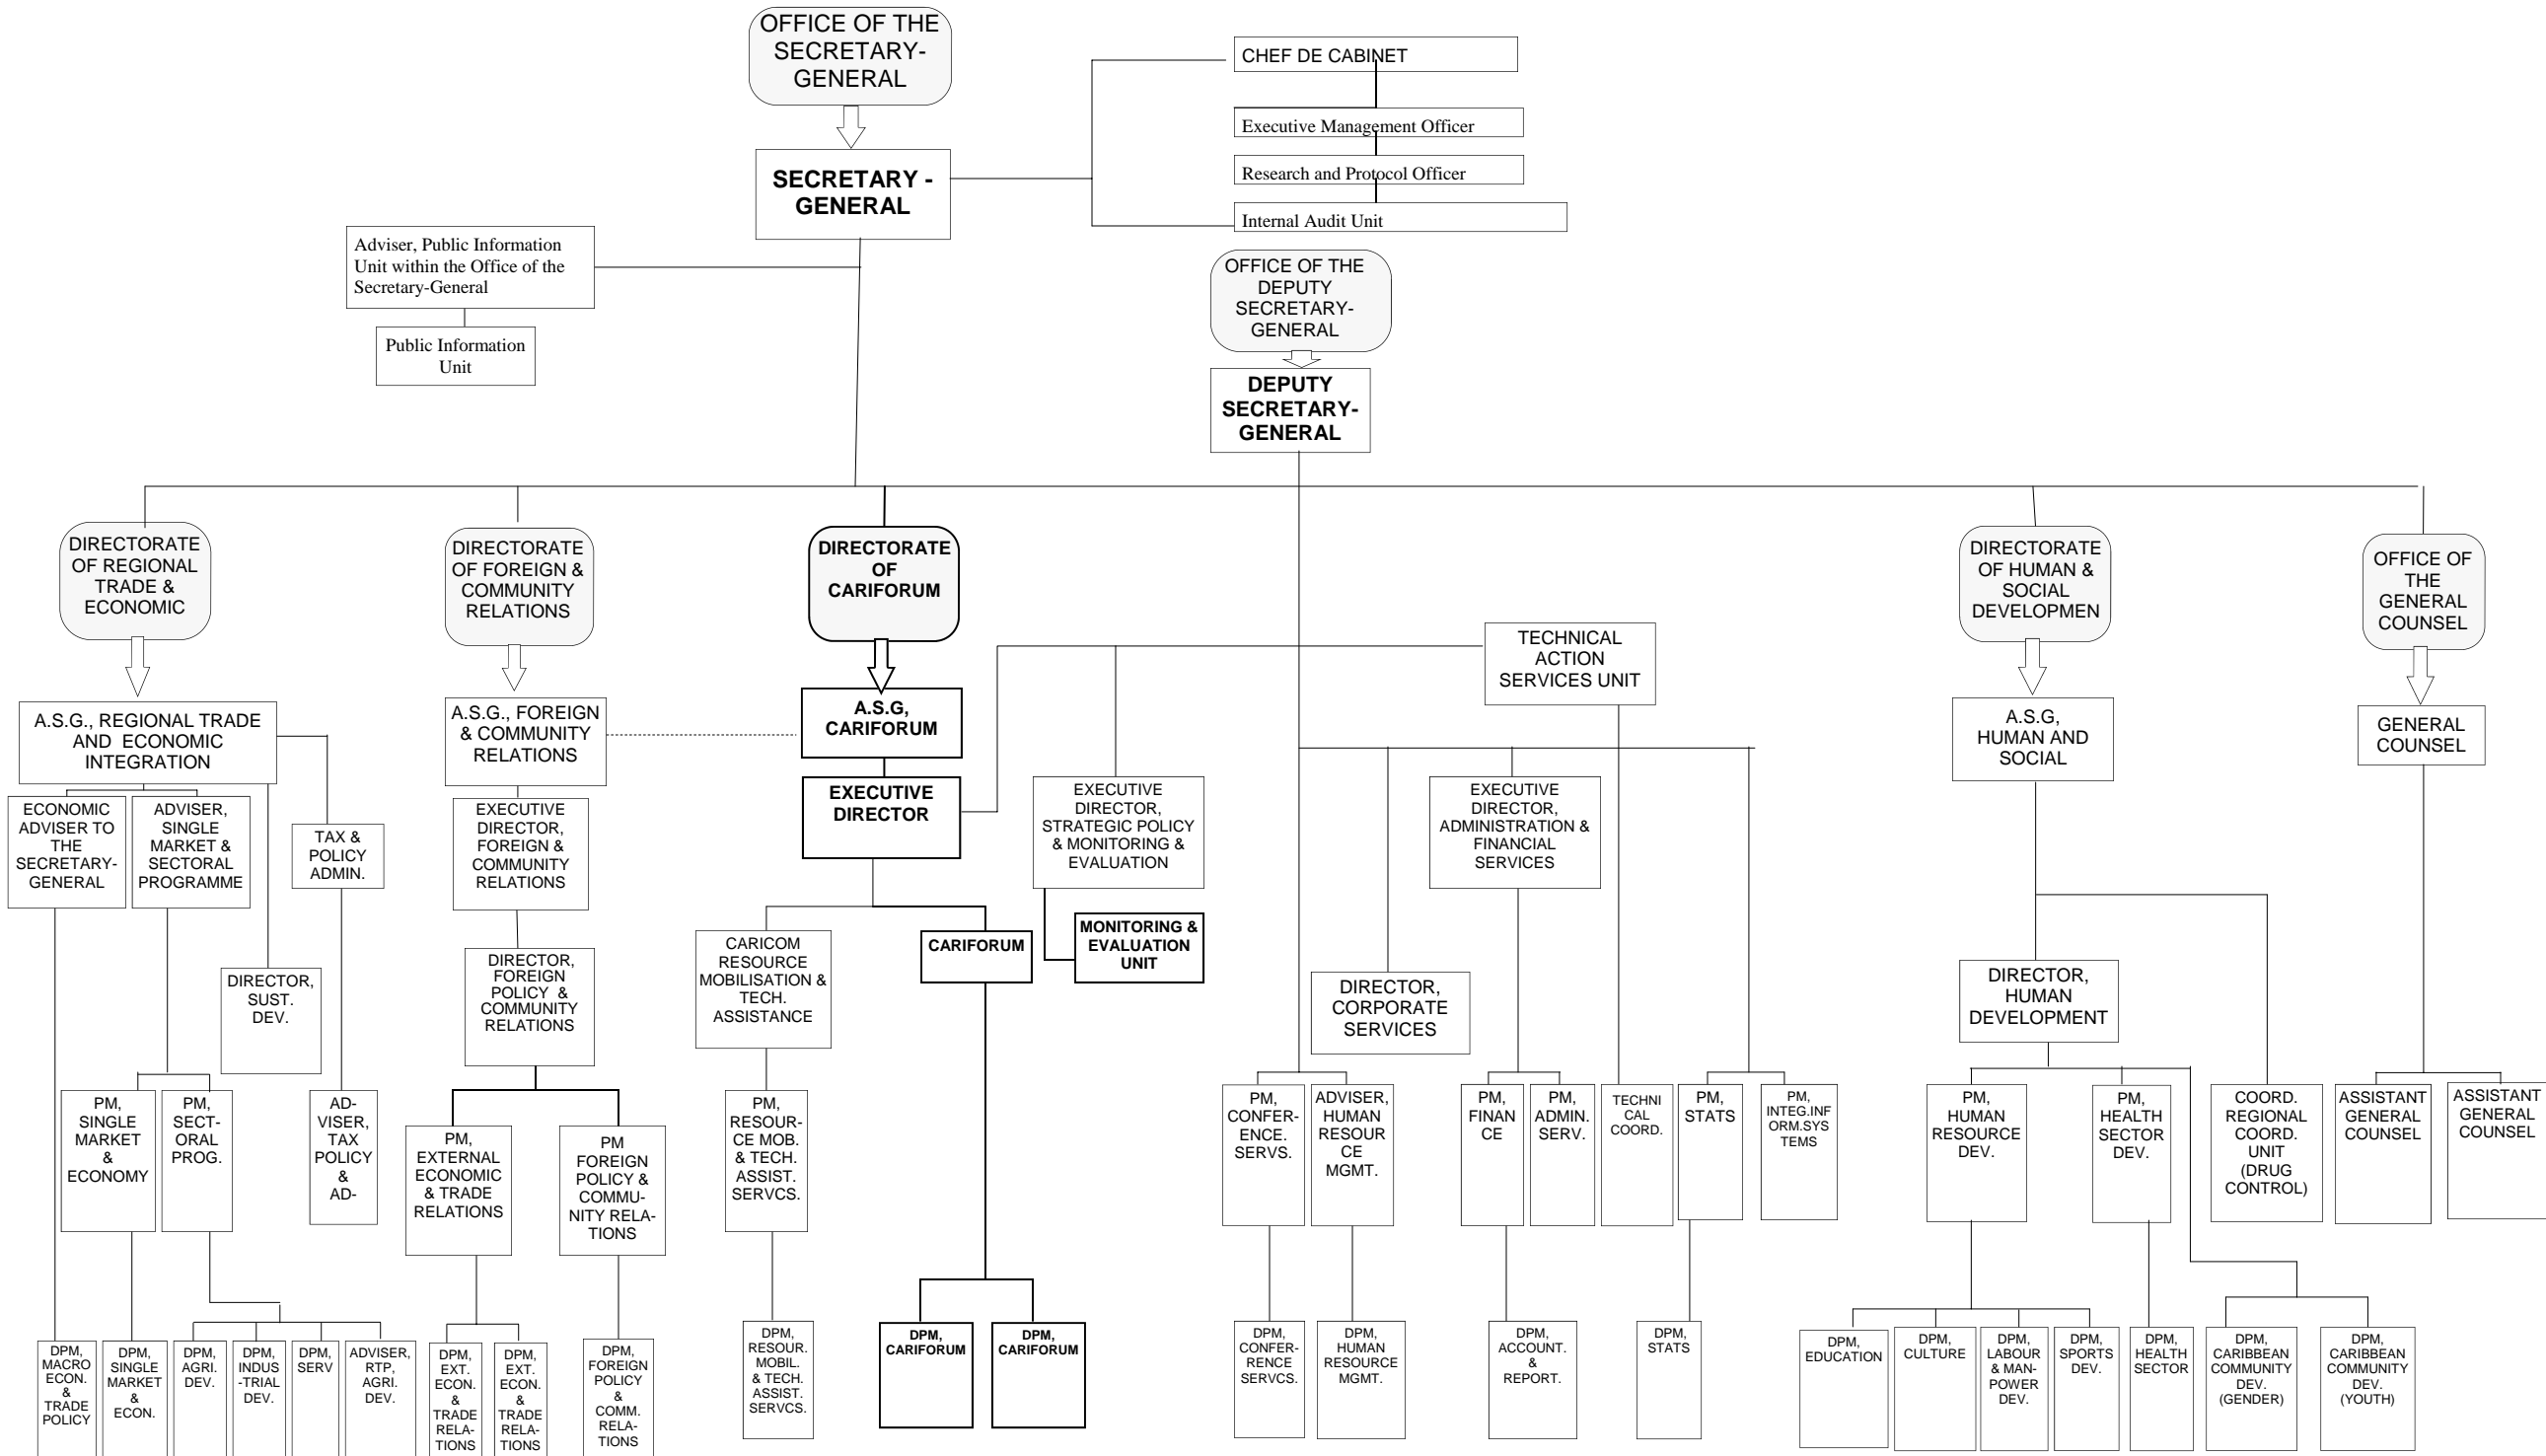 OFFICE OF THE
SECRETARY-
GENERAL
CHEF DE CABINET
Executive Management Officer
Research and Protocol Officer
Internal Audit Unit
SECRETARY -
GENERAL
Adviser, Public Information
Unit within the Office of the
Secretary-General
Public Information
Unit
OFFICE OF THE
DEPUTY
SECRETARY-
GENERAL
DEPUTY
SECRETARY-
GENERAL
DIRECTORATE
OF REGIONAL
TRADE &
ECONOMIC
DIRECTORATE
OF FOREIGN &
COMMUNITY
RELATIONS
DIRECTORATE
OF
CARIFORUM
DIRECTORATE
OF HUMAN &
SOCIAL
DEVELOPMEN
OFFICE OF
THE
GENERAL
COUNSEL
TECHNICAL
ACTION
SERVICES UNIT
A.S.G., REGIONAL TRADE
AND ECONOMIC
INTEGRATION
A.S.G., FOREIGN
& COMMUNITY
RELATIONS
A.S.G,
CARIFORUM
A.S.G,
HUMAN AND
SOCIAL
GENERAL
COUNSEL
ECONOMIC
ADVISER TO
THE
SECRETARY-
GENERAL
ADVISER,
SINGLE
MARKET &
SECTORAL
PROGRAMME
TAX &
POLICY
ADMIN.
EXECUTIVE
DIRECTOR,
FOREIGN &
COMMUNITY
RELATIONS
EXECUTIVE
DIRECTOR
EXECUTIVE
DIRECTOR,
STRATEGIC POLICY
& MONITORING &
EVALUATION
EXECUTIVE
DIRECTOR,
ADMINISTRATION &
FINANCIAL
SERVICES
DIRECTOR,
SUST.
DEV.
DIRECTOR,
FOREIGN
POLICY &
COMMUNITY
RELATIONS
CARICOM
RESOURCE
MOBILISATION &
TECH.
ASSISTANCE
CARIFORUM
MONITORING &
EVALUATION
UNIT
DIRECTOR,
CORPORATE
SERVICES
DIRECTOR,
HUMAN
DEVELOPMENT
PM,
SINGLE
MARKET
&
ECONOMY
PM,
SECT-
ORAL
PROG.
AD-
VISER,
TAX
POLICY
&
AD-
PM,
EXTERNAL
ECONOMIC
& TRADE
RELATIONS
PM
FOREIGN
POLICY &
COMMU-
NITY RELA-
TIONS
PM,
RESOUR-
CE MOB.
& TECH.
ASSIST.
SERVCS.
PM,
CONFER-
ENCE.
SERVS.
ADVISER,
HUMAN
RESOUR
CE
MGMT.
PM,
FINAN
CE
PM,
ADMIN.
SERV.
TECHNI
CAL
COORD.
PM,
STATS
PM,
INTEG.INF
ORM.SYS
TEMS
PM,
HUMAN
RESOURCE
DEV.
PM,
HEALTH
SECTOR
DEV.
COORD.
REGIONAL
COORD.
UNIT
(DRUG
CONTROL)
ASSISTANT
GENERAL
COUNSEL
ASSISTANT
GENERAL
COUNSEL
DPM,
MACRO
ECON.
&
TRADE
POLICY
DPM,
SINGLE
MARKET
&
ECON.
DPM,
AGRI.
DEV.
DPM,
INDUS
-TRIAL
DEV.
DPM,
SERV
ADVISER,
RTP,
AGRI.
DEV.
DPM,
EXT.
ECON.
&
TRADE
RELA-
TIONS
DPM,
EXT.
ECON.
&
TRADE
RELA-
TIONS
DPM,
FOREIGN
POLICY
&
COMM.
RELA-
TIONS
DPM,
RESOUR.
MOBIL.
& TECH.
ASSIST.
SERVCS.
DPM,
CARIFORUM
DPM,
CARIFORUM
DPM,
CONFER-
ENCE
SERVCS.
DPM,
HUMAN
RESOURCE
MGMT.
DPM,
ACCOUNT.
&
REPORT.
DPM,
STATS
DPM,
EDUCATION
DPM,
CULTURE
DPM,
LABOUR
& MAN-
POWER
DEV.
DPM,
SPORTS
DEV.
DPM,
HEALTH
SECTOR
DPM,
CARIBBEAN
COMMUNITY
DEV.
(GENDER)
DPM,
CARIBBEAN
COMMUNITY
DEV.
(YOUTH)